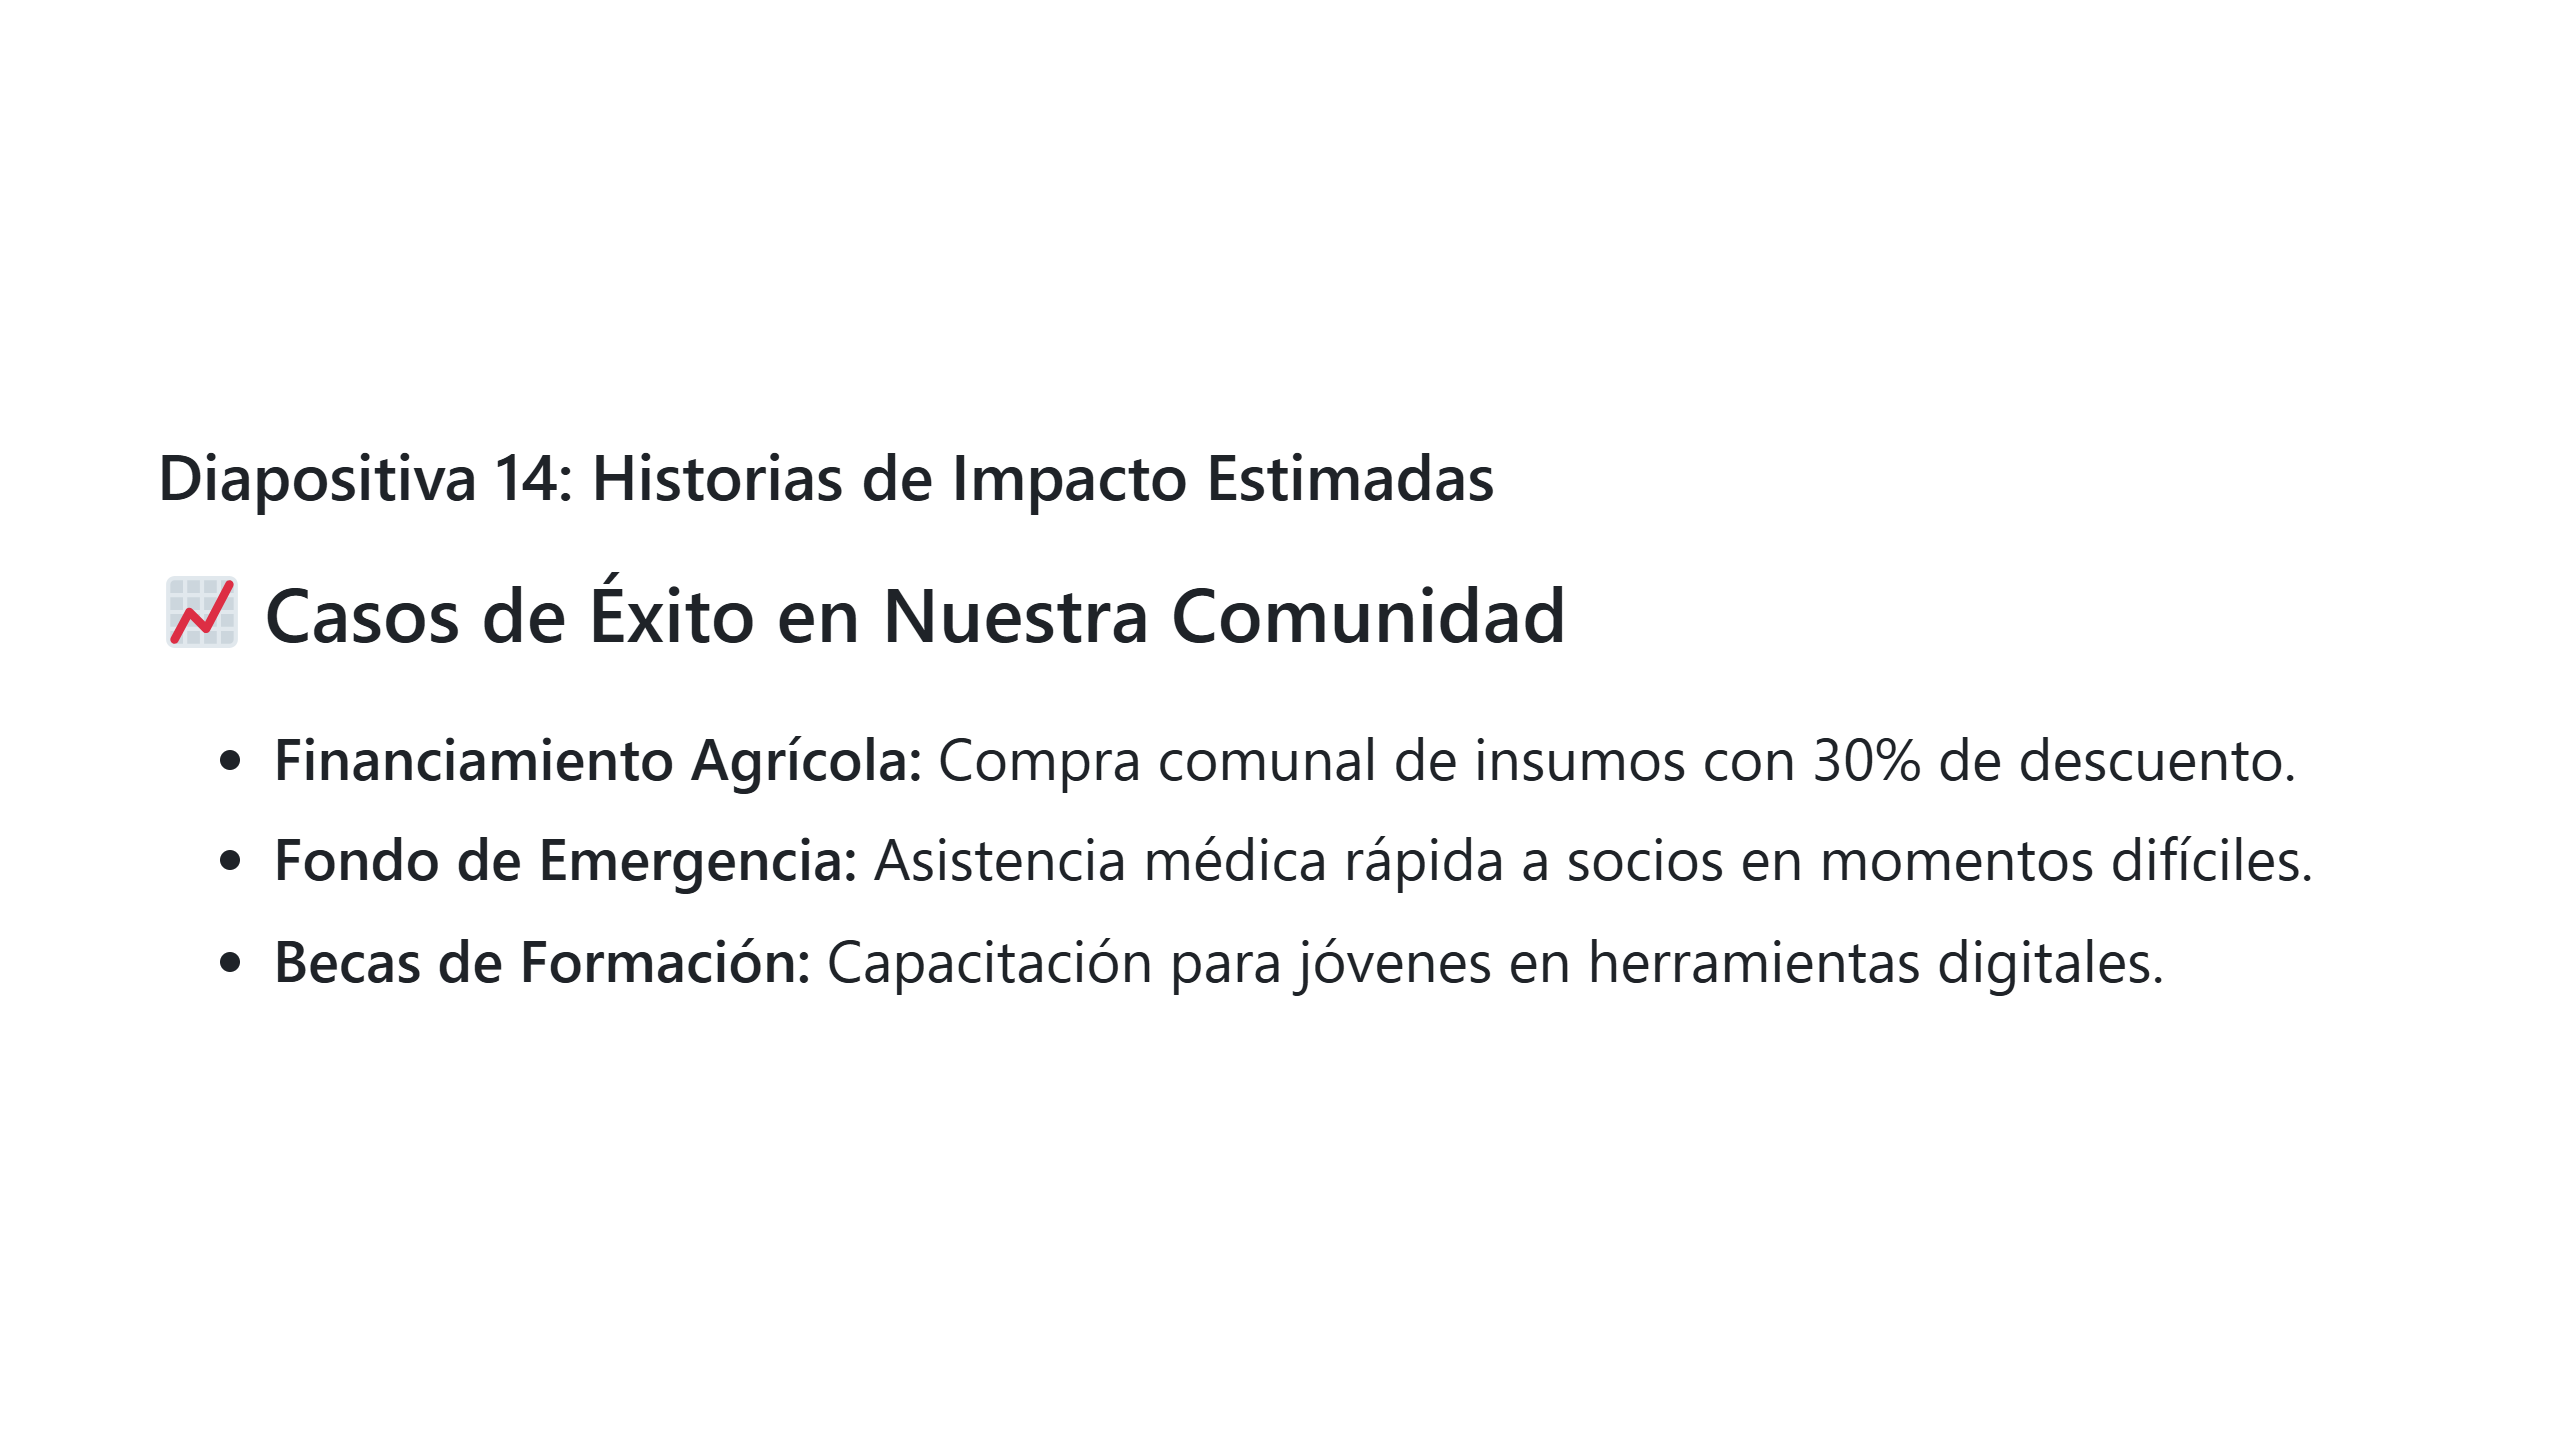 Diapositiva 14: Historias de Impacto Estimadas
📈 Casos de Éxito en Nuestra Comunidad
• Financiamiento Agrícola: Compra comunal de insumos con 30% de descuento.
• Fondo de Emergencia: Asistencia médica rápida a socios en momentos difíciles.
• Becas de Formación: Capacitación para jóvenes en herramientas digitales.